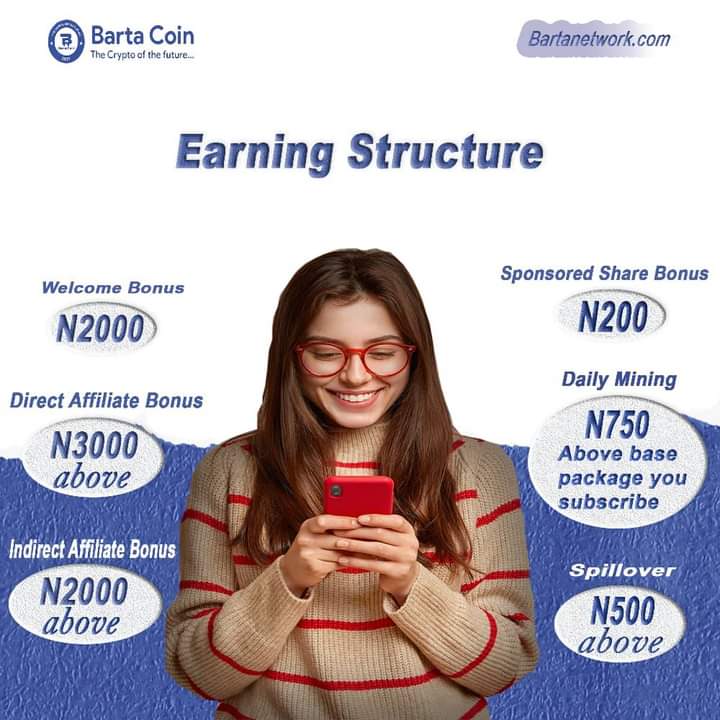 Barta Coin
The Crypto of the future...
Bartanetwork.com
Earning Structure
Welcome Bonus
N2000
Direct Affiliate Bonus
N3000
above
Indirect Affiliate Bonus
N2000
above
Sponsored Share Bonus
N200
Daily Mining
N750
Above base
package you
subscribe
Spillover
N500
above